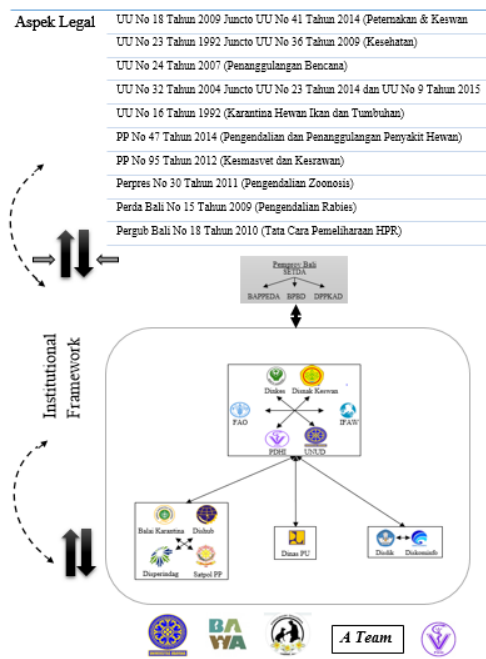 Aspek Legal
UU No 18 Tahun 2009 Juncto UU No 41 Tahun 2014 (Peternakan & Keswan
UU No 23 Tahun 1992 Juncto UU No 36 Tahun 2009 (Kesehatan)
UU No 24 Tahun 2007 (Penanggulangan Bencana)
UU No 32 Tahun 2004 Juncto UU No 23 Tahun 2014 dan UU No 9 Tahun 2015
UU No 16 Tahun 1992 (Karantina Hewan Ikan dan Tumbuhan)
PP No 47 Tahun 2014 (Pengendalian dan Penanggulangan Penyakit Hewan)
PP No 95 Tahun 2012 (Kesmasvet dan Kesrawan)
Perpres No 30 Tahun 2011 (Pengendalian Zoonosis)
Perda Bali No 15 Tahun 2009 (Pengendalian Rabies)
Pergub Bali No 18 Tahun 2010 (Tata Cara Pemeliharaan HPR)
Pemprov Bali
SETDA
BAPPEDA BPBD DPPKAD
Institutional
Framework
Dinkes Disnak Keswan
FAO IFAW
PDHI UNUD
Balai Karantina Dishub
Disperindag Satpol PP
Dinas PU
Disdik Diskominfo
BAWA
A Team